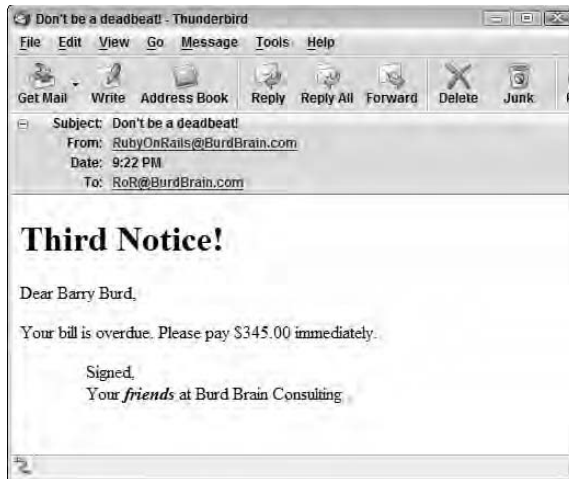 Don't be a deadbeat! - Thunderbird
File Edit View Go Message Tools Help
Get Mail Write Address Book Reply Reply All Forward Delete Junk
Subject: Don't be a deadbeat!
From: RubyOnRails@BurdBrain.com
Date: 9:22 PM
To: RoR@BurdBrain.com
Third Notice!
Dear Barry Burd,
Your bill is overdue. Please pay $345.00 immediately.
Signed,
Your friends at Burd Brain Consulting